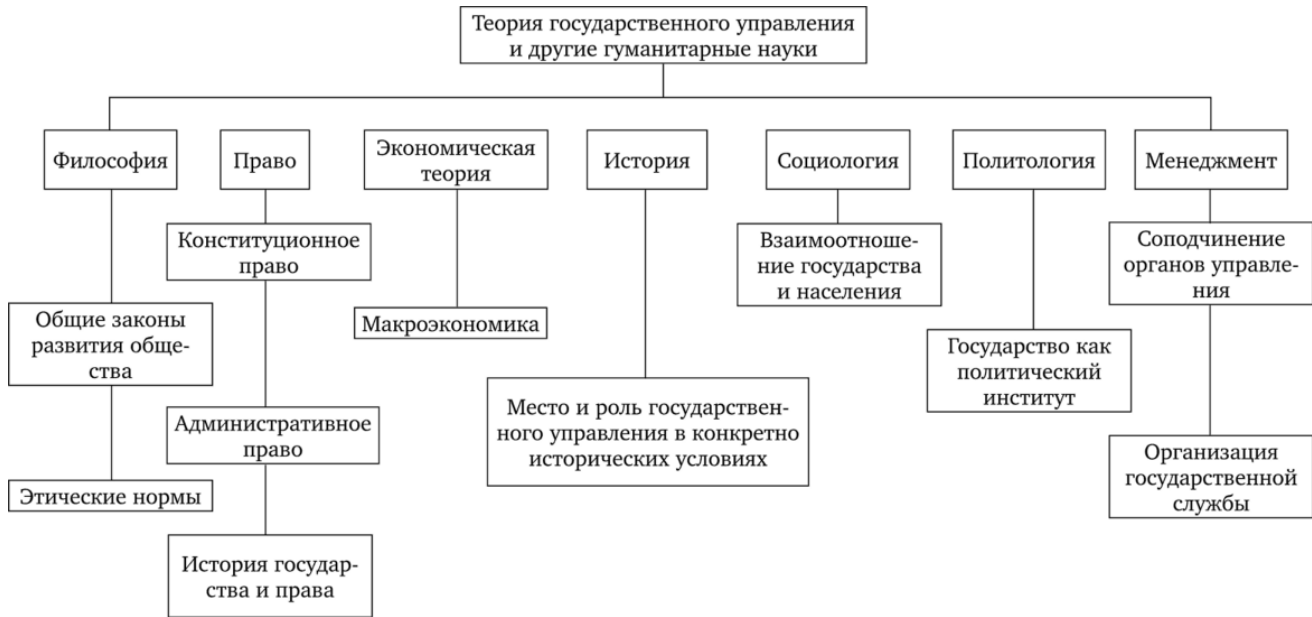 Теория государственного управления
и другие гуманитарные науки
Философия
Право
Экономическая
теория
История
Социология
Политология
Менеджмент
Конституционное
право
Взаимоотноше-
ние государства
и населения
Соподчинение
органов управле-
ния
Общие законы
развития обще-
ства
Макроэкономика
Государство как
политический
институт
Место и роль государствен-
ного управления в конкретно
исторических условиях
Административное
право
Организация
государственной
службы
Этические нормы
История государ-
ства и права